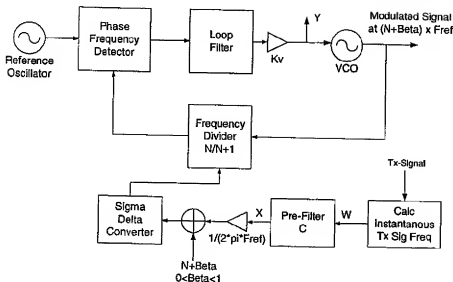 Reference
Oscillator
Phase
Frequency
Detector
Loop
Filter
Kv
Y
VCO
Modulated Signal
at (N+Beta) x Fref
Frequency
Divider
N/N+1
Tx-Signal
Sigma
Delta
Converter
N+Beta
0<Beta<1
X
1/(2*pi*Fref)
Pre-Filter
C
W
Calc
Instantanous
Tx Sig Freq